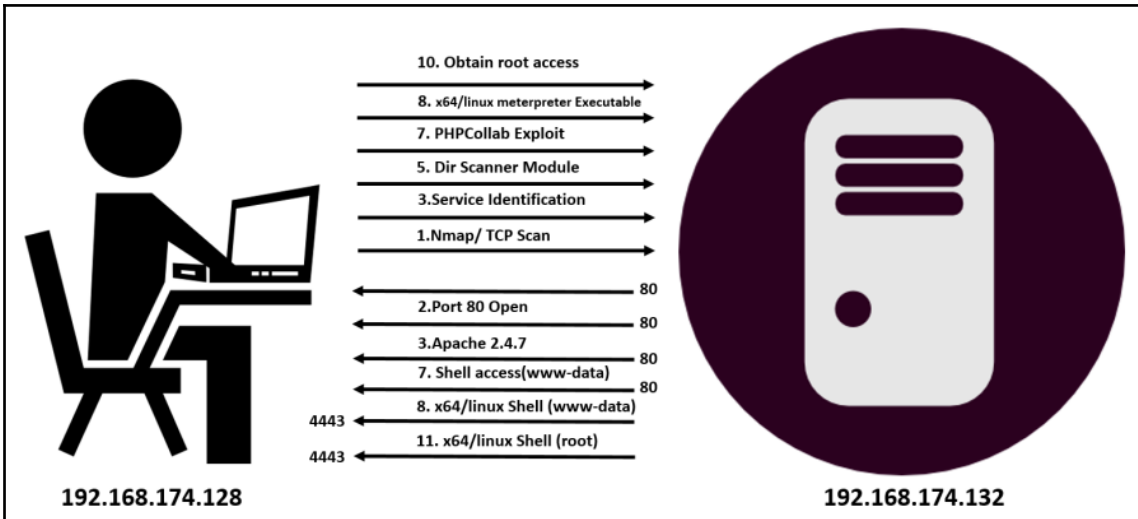 10. Obtain root access
8. x64/linux meterpreter Executable
7. PHPCollab Exploit
5. Dir Scanner Module
3.Service Identification
1.Nmap/ TCP Scan
80
2.Port 80 Open
80
3.Apache 2.4.7
80
7. Shell access(www-data)
80
8. x64/linux Shell (www-data)
4443
11. x64/linux Shell (root)
4443
192.168.174.128
192.168.174.132